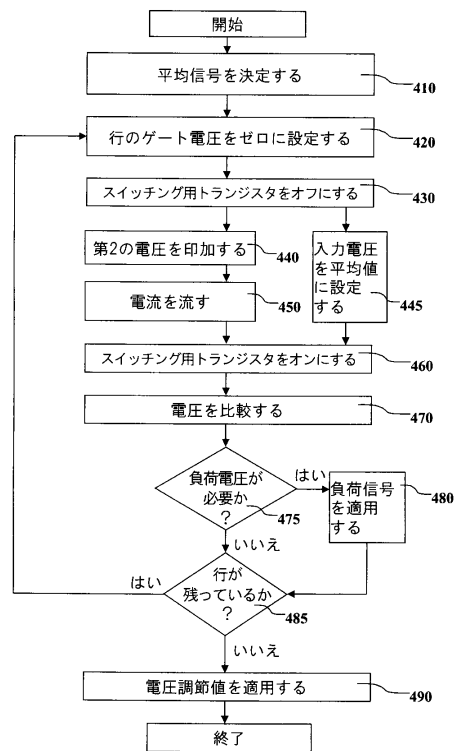 開始
平均信号を決定する
410
行のゲート電圧をゼロに設定する
420
スイッチング用トランジスタをオフにする
430
第2の電圧を印加する
440
入力電圧
を平均値
に設定
する
445
電流を流す
450
スイッチング用トランジスタをオンにする
460
電圧を比較する
470
負荷電圧が
必要か
?
475
はい
負荷信号
を適用
する
480
いいえ
行が
残っているか
?
485
はい
いいえ
電圧調節値を適用する
490
終了